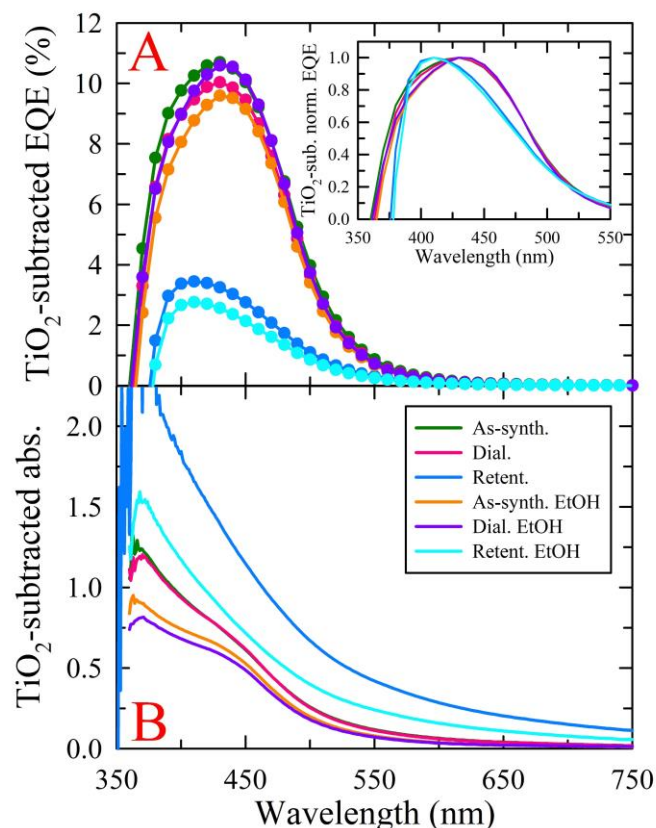 A
TiO2-subtracted EQE (%)
12
10
8
6
4
2
0
TiO2-sub. norm. EQE
1.0
0.8
0.6
0.4
0.2
0.0
350 400 450 500 550
Wavelength (nm)
B
TiO2-subtracted abs.
2.0
1.5
1.0
0.5
0.0
As-synth.
Dial.
Retent.
As-synth. EtOH
Dial. EtOH
Retent. EtOH
350 450 550 650 750
Wavelength (nm)